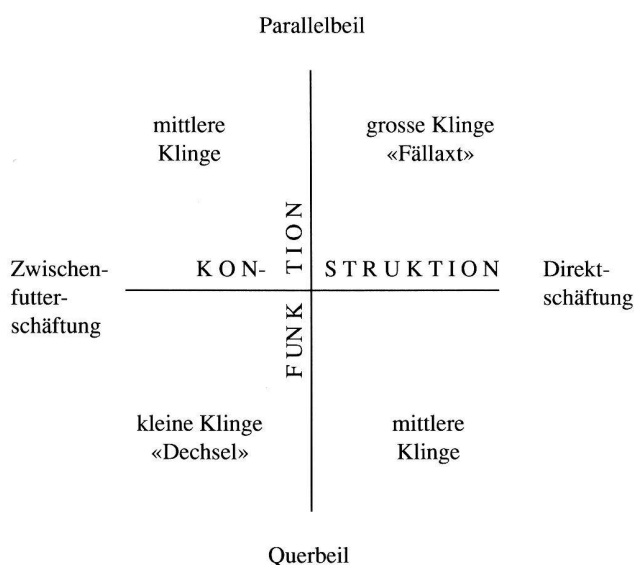 Parallelbeil
mittlere
Klinge
grosse Klinge
«Fällaxt»
Zwischen-
futter-
schäftung
KON-
STRUKTION
Direkt-
schäftung
FUNK
TION
kleine Klinge
«Dechsel»
mittlere
Klinge
Querbeil